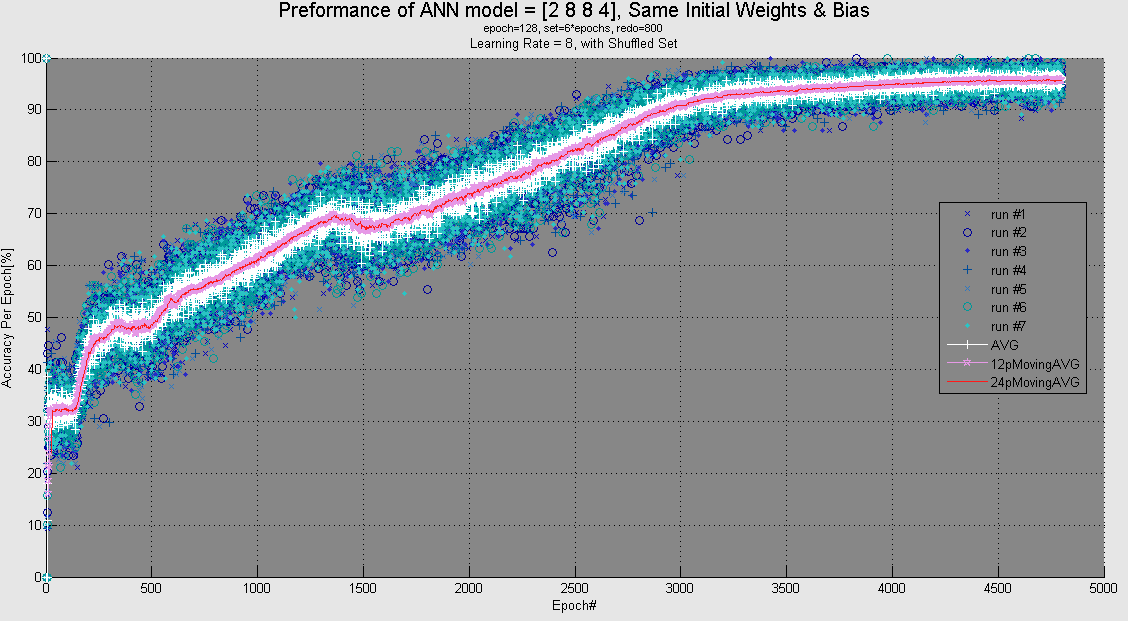 Preformance of ANN model = [2 8 8 4], Same Initial Weights & Bias
epoch=128, set=6*epochs, redo=800
Learning Rate = 8, with Shuffled Set
Accuracy Per Epoch[%]
100
90
80
70
60
50
40
30
20
10
0
run #1
run #2
run #3
run #4
run #5
run #6
run #7
AVG
12pMovingAVG
24pMovingAVG
0 500 1000 1500 2000 2500 3000 3500 4000 4500 5000
Epoch#